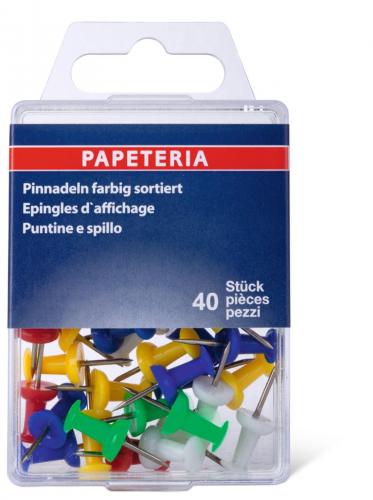 PAPETERIA
Pinnadeln farbig sortiert
Epingles d`affichage
Puntine e spillo
40 Stück
pièces
pezzi